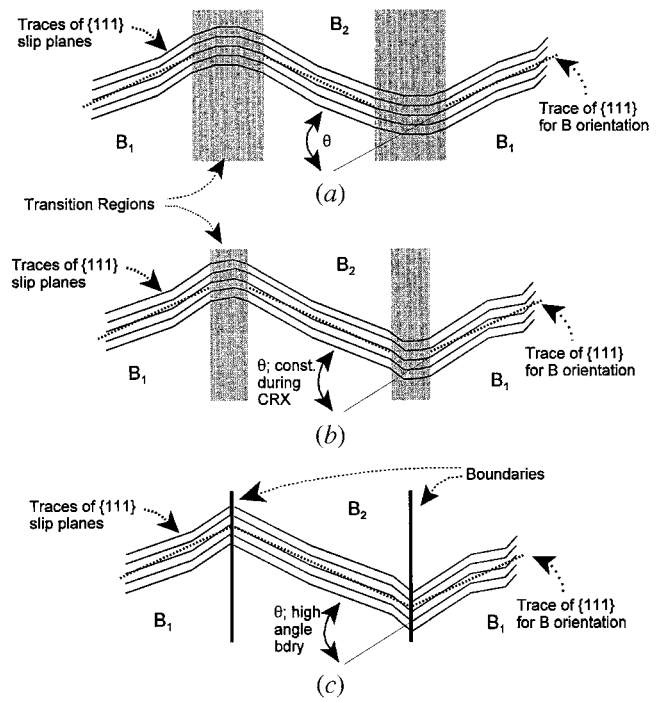 Traces of {111}
slip planes
B2
Trace of {111}
for B orientation
B1
θ
B1
(a)
Transition Regions
Traces of {111}
slip planes
B2
Trace of {111}
for B orientation
B1
θ; const.
during
CRX
B1
(b)
Boundaries
Traces of {111}
slip planes
B2
Trace of {111}
for B orientation
B1
θ; high
angle
bdry
B1
(c)